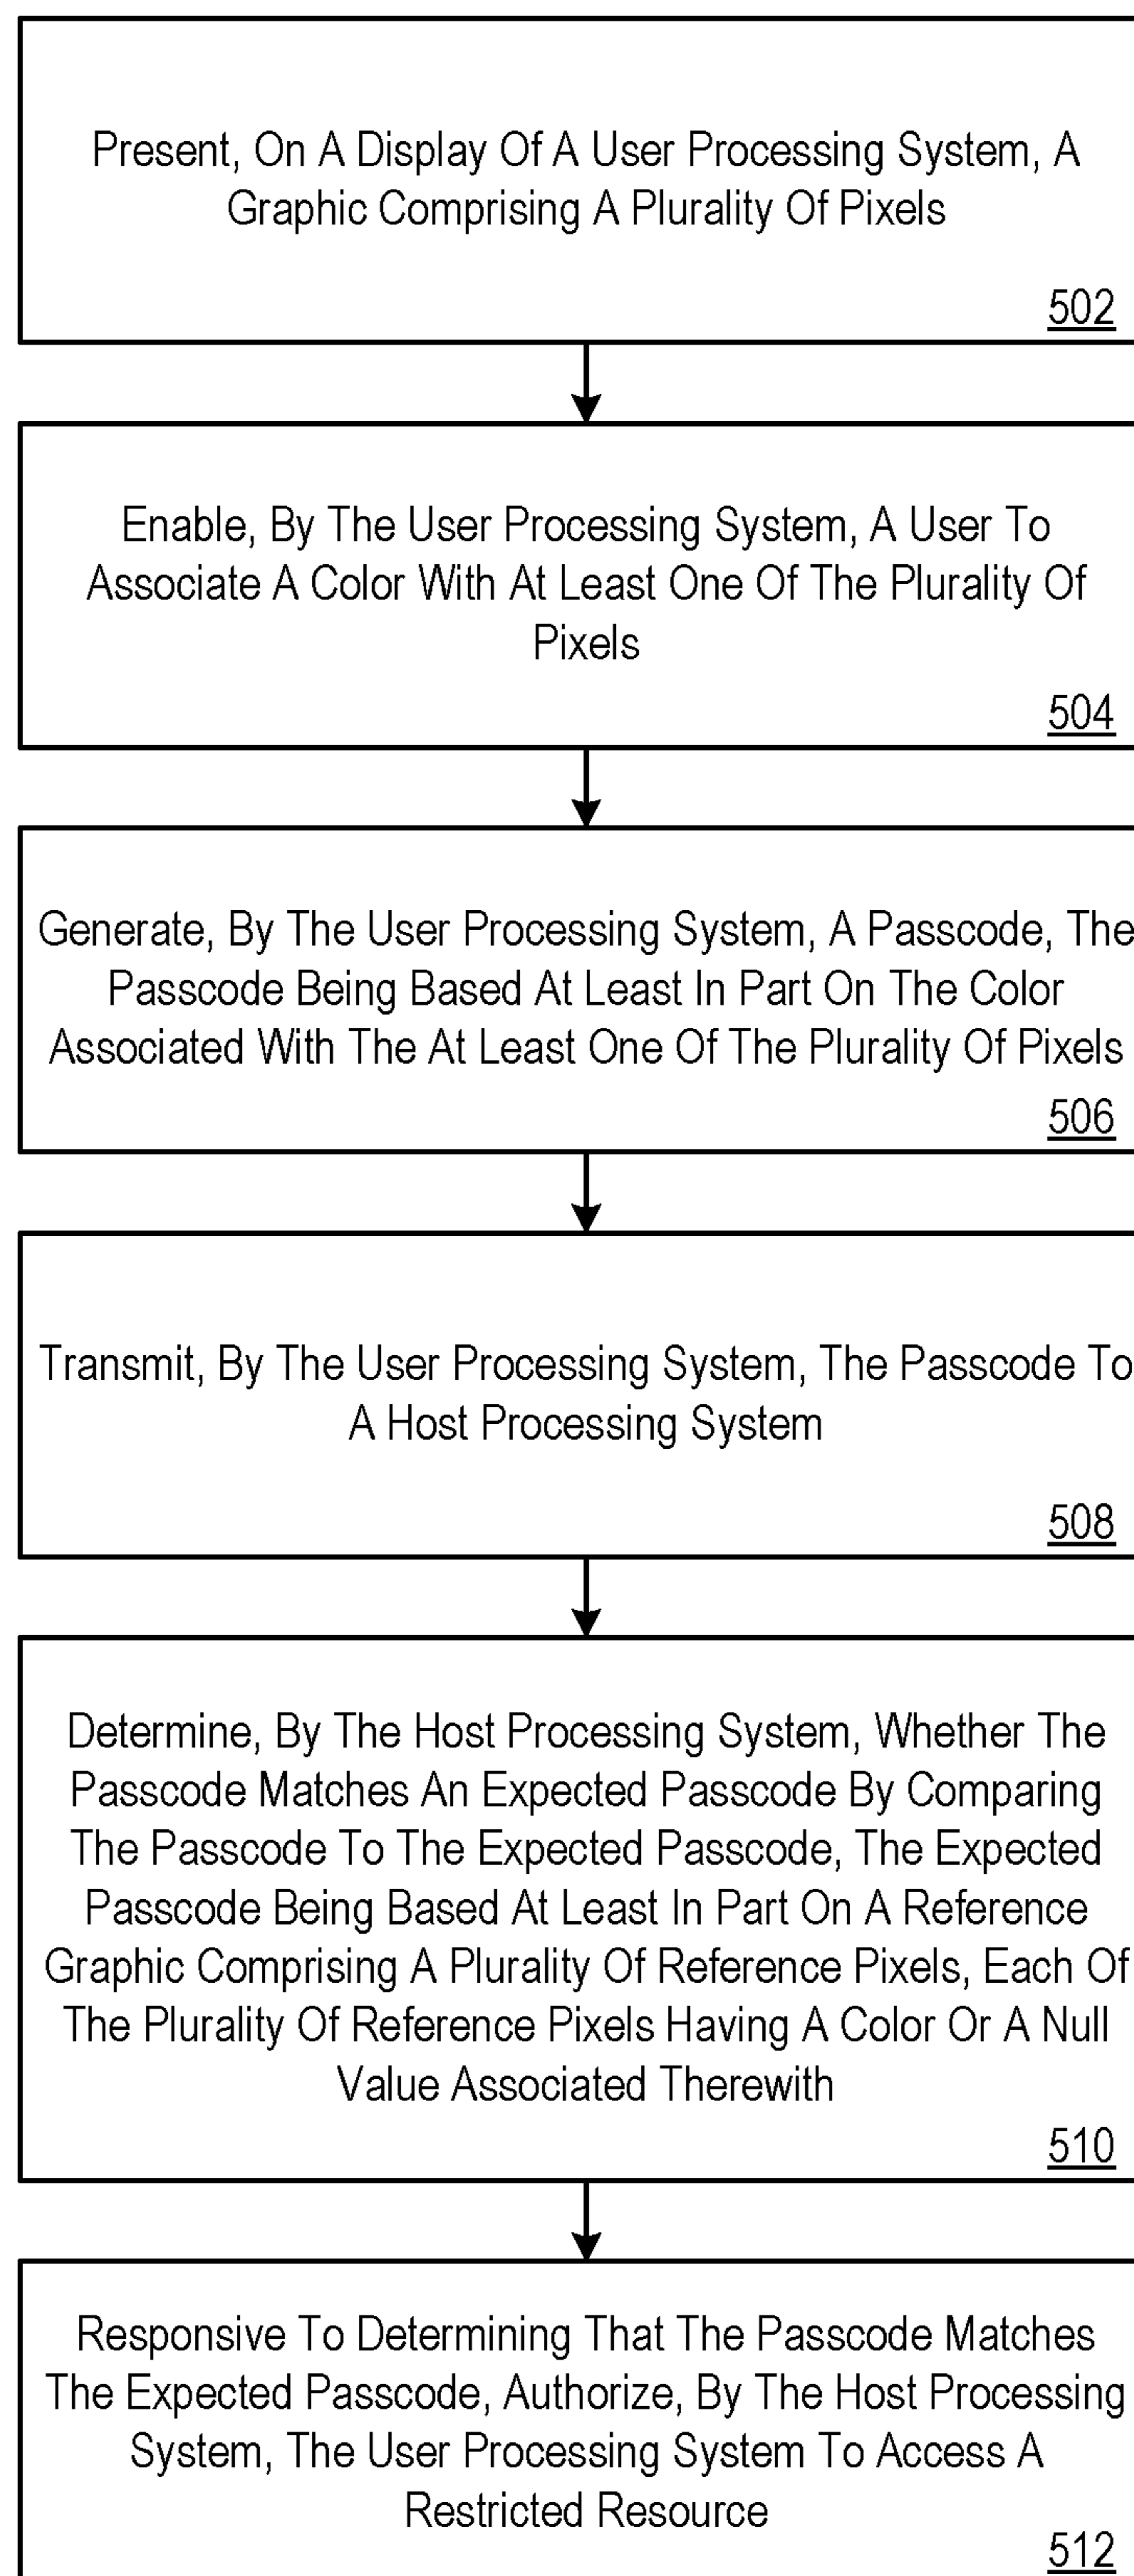 Present, On A Display Of A User Processing System, A
Graphic Comprising A Plurality Of Pixels
502
Enable, By The User Processing System, A User To
Associate A Color With At Least One Of The Plurality Of
Pixels
504
Generate, By The User Processing System, A Passcode, The
Passcode Being Based At Least In Part On The Color
Associated With The At Least One Of The Plurality Of Pixels
506
Transmit, By The User Processing System, The Passcode To
A Host Processing System
508
Determine, By The Host Processing System, Whether The
Passcode Matches An Expected Passcode By Comparing
The Passcode To The Expected Passcode, The Expected
Passcode Being Based At Least In Part On A Reference
Graphic Comprising A Plurality Of Reference Pixels, Each Of
The Plurality Of Reference Pixels Having A Color Or A Null
Value Associated Therewith
510
Responsive To Determining That The Passcode Matches
The Expected Passcode, Authorize, By The Host Processing
System, The User Processing System To Access A
Restricted Resource
512